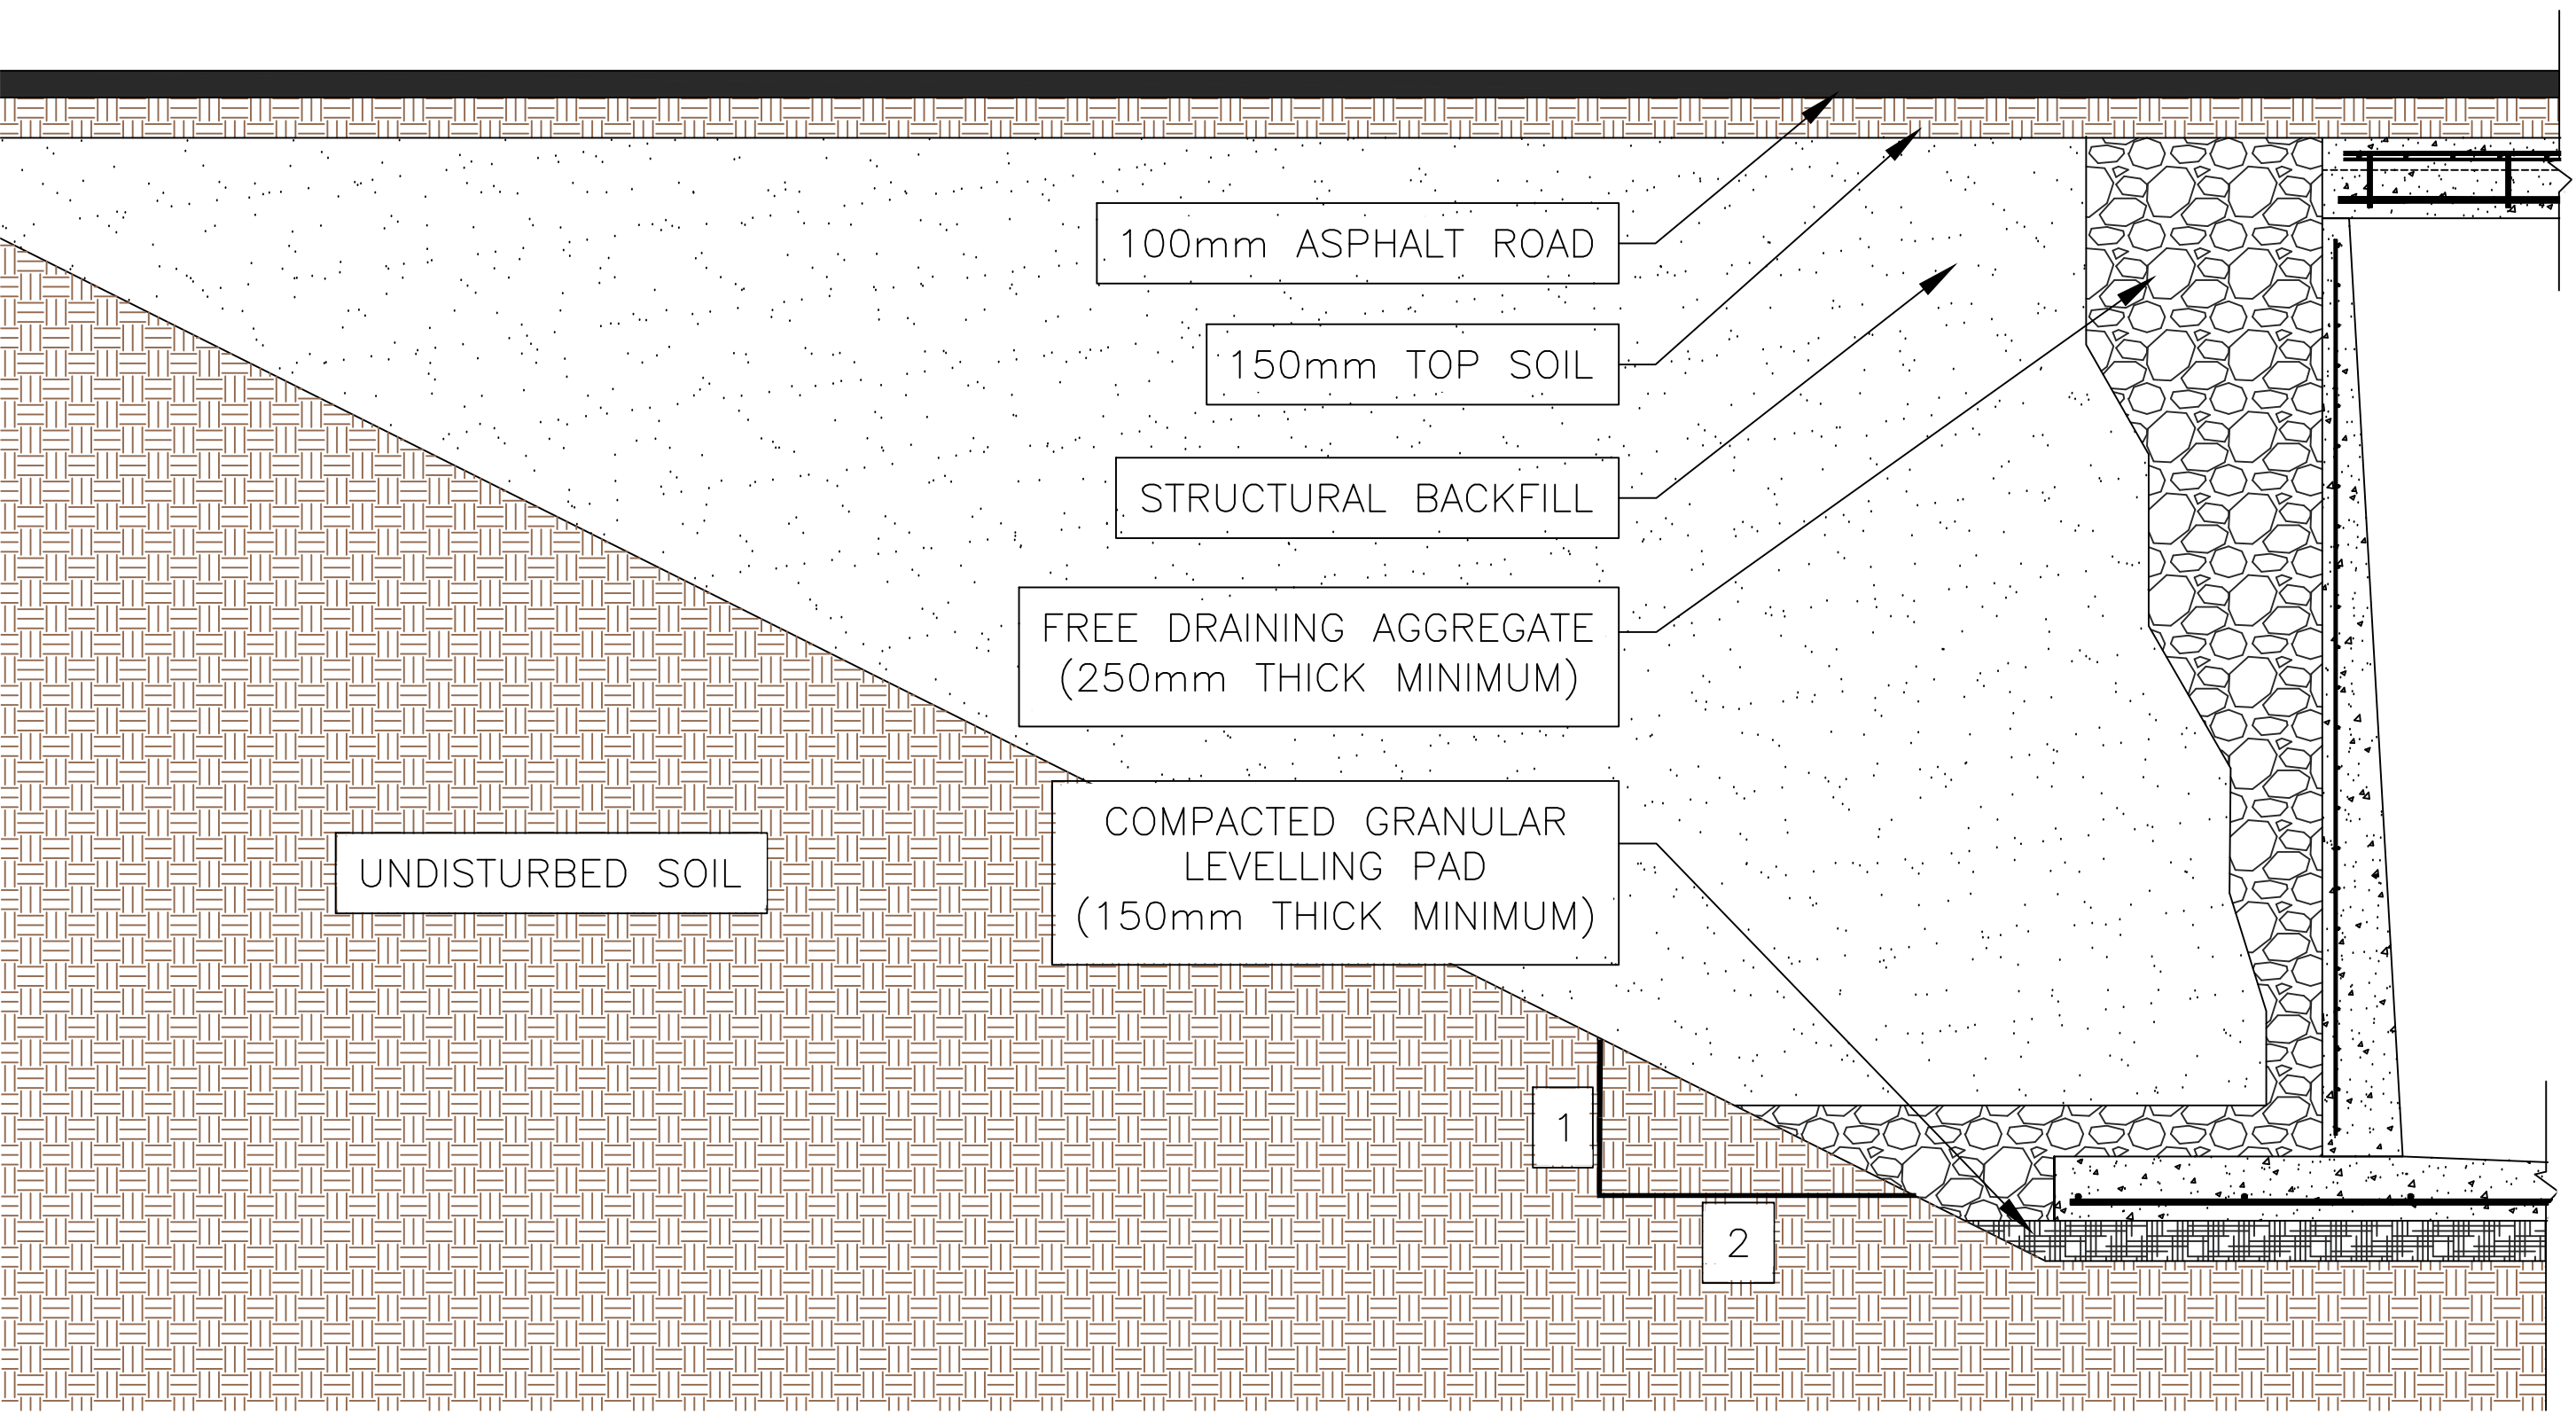 100mm ASPHALT ROAD
150mm TOP SOIL
STRUCTURAL BACKFILL
FREE DRAINING AGGREGATE
(250mm THICK MINIMUM)
COMPACTED GRANULAR
LEVELLING PAD
(150mm THICK MINIMUM)
UNDISTURBED SOIL
1
2